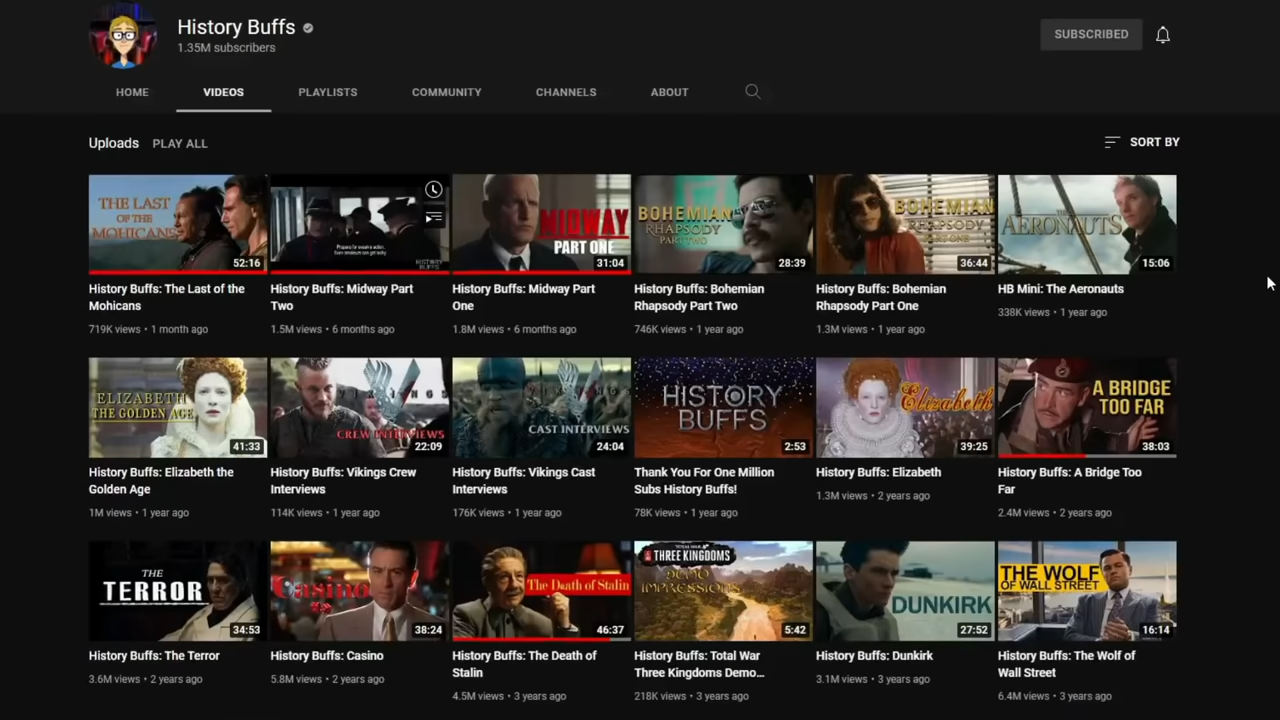 History Buffs
1.35M subscribers
SUBSCRIBED
HOME VIDEOS PLAYLISTS COMMUNITY CHANNELS ABOUT
Uploads PLAY ALL
SORT BY
THE LAST
OF THE
MOHICANS
52:16
History Buffs: The Last of the
Mohicans
719K views • 1 month ago
HISTORY
BUFFS
History Buffs: Midway Part
Two
1.5M views • 6 months ago
MIDWAY
PART ONE
31:04
History Buffs: Midway Part
One
1.8M views • 6 months ago
BOHEMIAN
RHAPSODY
PART TWO
28:39
History Buffs: Bohemian
Rhapsody Part Two
746K views • 1 year ago
BOHEMIAN
RHAPSODY
36:44
History Buffs: Bohemian
Rhapsody Part One
1.3M views • 1 year ago
AERONAUTS
15:06
HB Mini: The Aeronauts
338K views • 1 year ago
ELIZABETH
THE GOLDEN AGE
41:33
History Buffs: Elizabeth the
Golden Age
1M views • 1 year ago
VIKINGS
CREW INTERVIEWS
22:09
History Buffs: Vikings Crew
Interviews
114K views • 1 year ago
VIKINGS
CAST INTERVIEWS
24:04
History Buffs: Vikings Cast
Interviews
176K views • 1 year ago
HISTORY
BUFFS
2:53
Thank You For One Million
Subs History Buffs!
78K views • 1 year ago
Elizabeth
39:25
History Buffs: Elizabeth
1.3M views • 2 years ago
A BRIDGE
TOO FAR
38:03
History Buffs: A Bridge Too
Far
2.4M views • 2 years ago
THE
TERROR
34:53
History Buffs: The Terror
3.6M views • 2 years ago
Casino
38:24
History Buffs: Casino
5.8M views • 2 years ago
The Death of Stalin
46:37
History Buffs: The Death of
Stalin
4.5M views • 3 years ago
TOTAL WAR
THREE KINGDOMS
DEMO
IMPRESSIONS
5:42
History Buffs: Total War
Three Kingdoms Demo...
218K views • 3 years ago
DUNKIRK
27:52
History Buffs: Dunkirk
3.1M views • 3 years ago
THE WOLF
OF WALL STREET
16:14
History Buffs: The Wolf of
Wall Street
6.4M views • 3 years ago